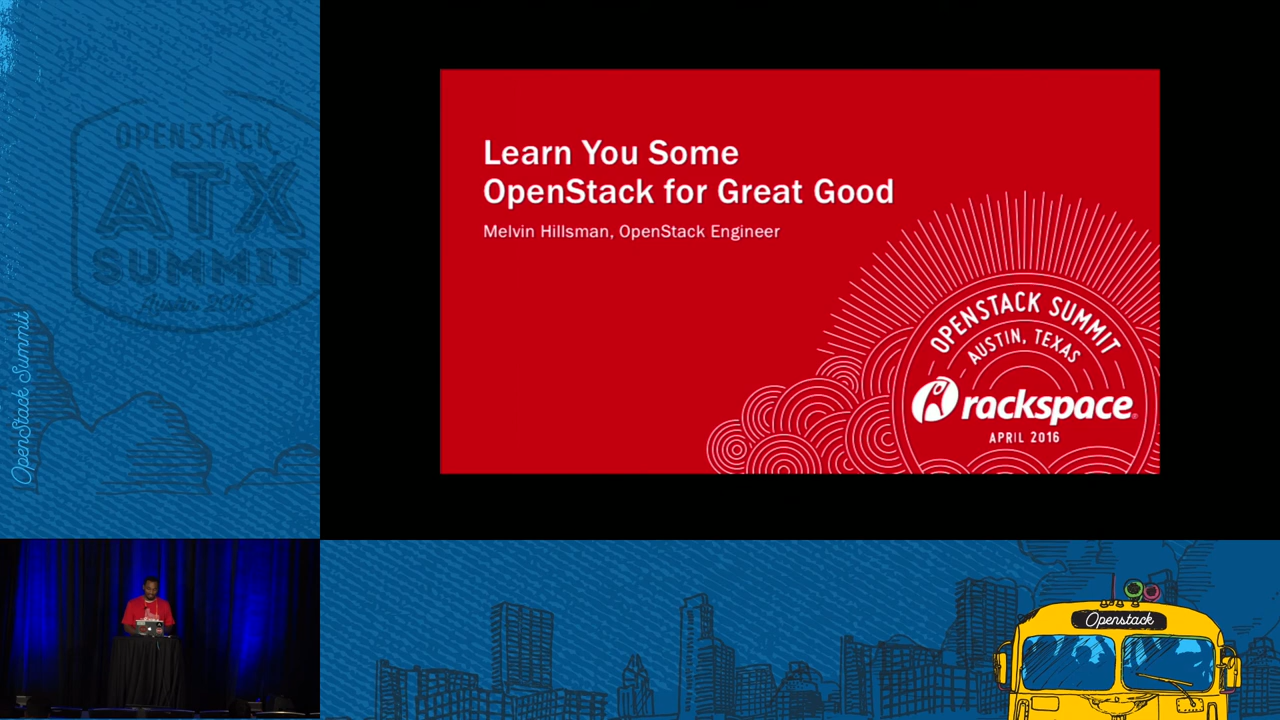 OPENSTACK
ATX
SUMMIT
Austin 2016
OpenStack Summit
Learn You Some
OpenStack for Great Good
Melvin Hillsman, OpenStack Engineer
OPENSTACK SUMMIT
AUSTIN, TEXAS
rackspace®
APRIL 2016
Openstack